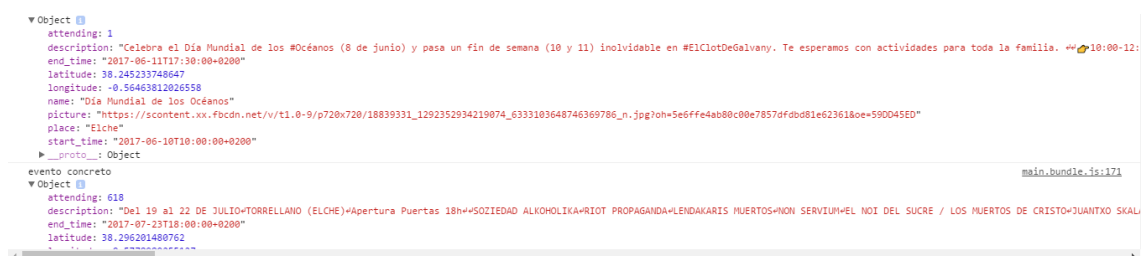 ▼Object
attending: 1
description: "Celebra el Día Mundial de los #Océanos (8 de junio) y pasa un fin de semana (10 y 11) inolvidable en #ElClotDeGalvany. Te esperamos con actividades para toda la familia. ↵↵👉10:00-12:
end_time: "2017-06-11T17:30:00+0200"
latitude: 38.245233748647
longitude: -0.56463812026558
name: "Día Mundial de los Océanos"
picture: "https://scontent.xx.fbcdn.net/v/t1.0-9/p720x720/18839331_1292352934219074_6333103648746369786_n.jpg?oh=5e6ffe4ab80c00e7857dfdbd81e62361&oe=59DD45ED"
place: "Elche"
start_time: "2017-06-10T10:00:00+0200"
▶__proto__: Object
evento concreto main.bundle.js:171
▼Object
attending: 618
description: "Del 19 al 22 DE JULIO↵TORRELLANO (ELCHE)↵Apertura Puertas 18h↵↵SOZIEDAD ALKOHOLIKA↵RIOT PROPAGANDA↵LENDAKARIS MUERTOS↵NON SERVIUM↵EL NOI DEL SUCRE / LOS MUERTOS DE CRISTO↵JUANTXO SKAL
end_time: "2017-07-23T18:00:00+0200"
latitude: 38.296201480762